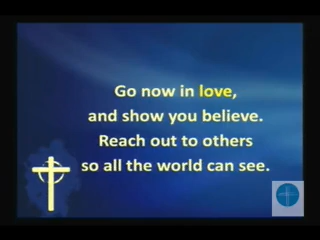 Go now in love,
and show you believe.
Reach out to others
so all the world can see.